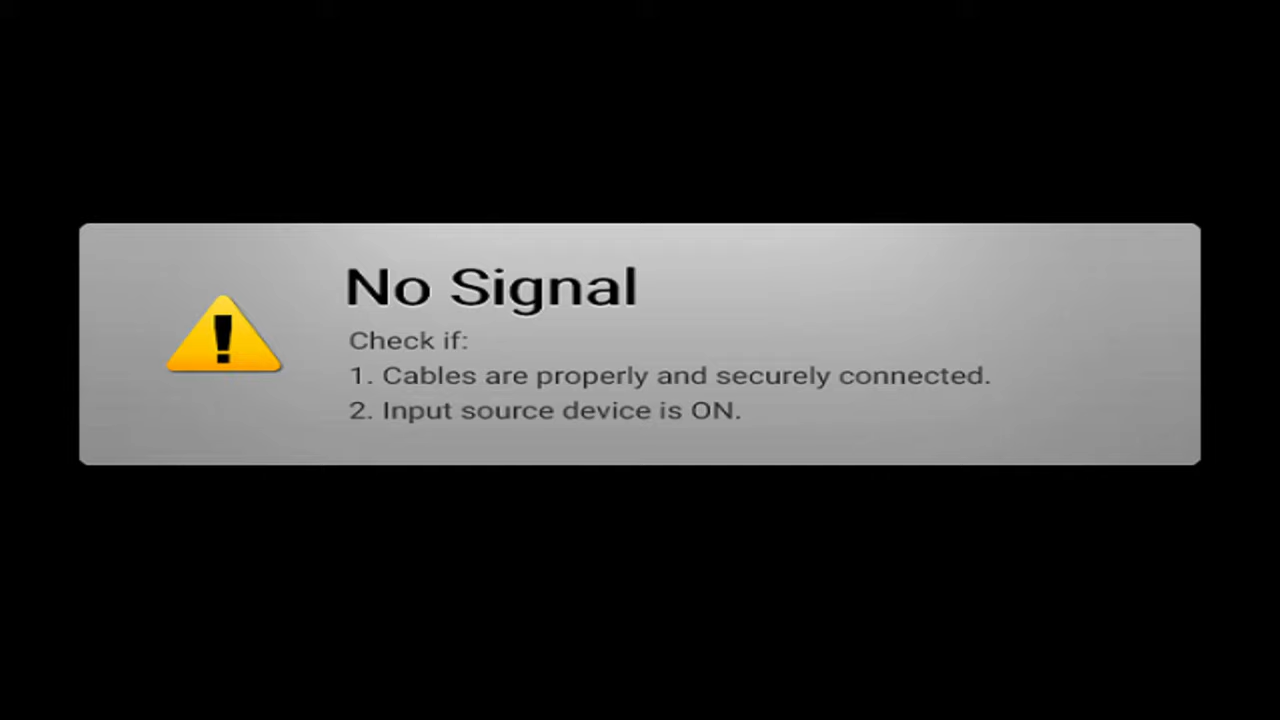 No Signal
Check if:
1. Cables are properly and securely connected.
2. Input source device is ON.